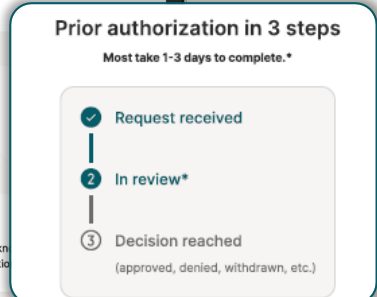 Prior authorization in 3 steps
Most take 1-3 days to complete.*
Request received
2 In review*
3 Decision reached
(approved, denied, withdrawn, etc.)